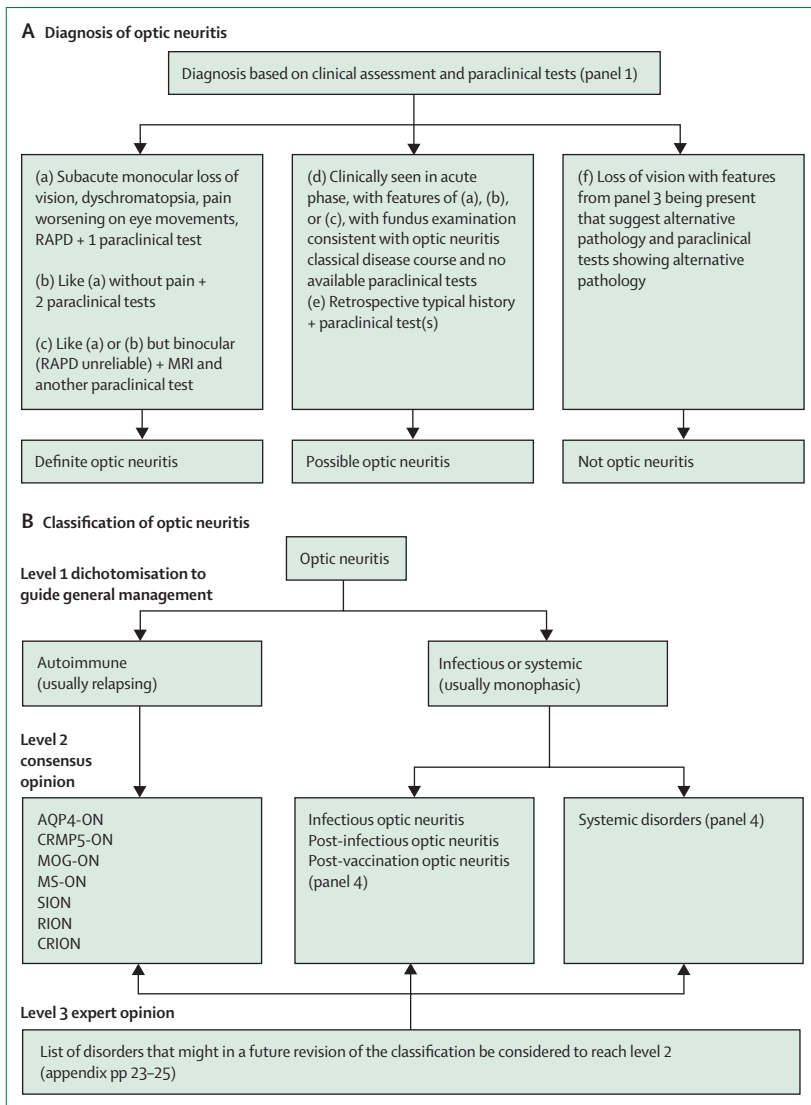 A Diagnosis of optic neuritis
Diagnosis based on clinical assessment and paraclinical tests (panel 1)
(a) Subacute monocular loss of
vision, dyschromatopsia, pain
worsening on eye movements,
RAPD + 1 paraclinical test
(b) Like (a) without pain +
2 paraclinical tests
(c) Like (a) or (b) but binocular
(RAPD unreliable) + MRI and
another paraclinical test
(d) Clinically seen in acute
phase, with features of (a), (b),
or (c), with fundus examination
consistent with optic neuritis
classical disease course and no
available paraclinical tests
(e) Retrospective typical history
+ paraclinical test(s)
(f) Loss of vision with features
from panel 3 being present
that suggest alternative
pathology and paraclinical
tests showing alternative
pathology
Definite optic neuritis
Possible optic neuritis
Not optic neuritis
B Classification of optic neuritis
Optic neuritis
Level 1 dichotomisation to
guide general management
Autoimmune
(usually relapsing)
Infectious or systemic
(usually monophasic)
Level 2
consensus
opinion
AQP4-ON
CRMP5-ON
MOG-ON
MS-ON
SION
RION
CRION
Infectious optic neuritis
Post-infectious optic neuritis
Post-vaccination optic neuritis
(panel 4)
Systemic disorders (panel 4)
Level 3 expert opinion
List of disorders that might in a future revision of the classification be considered to reach level 2
(appendix pp 23–25)